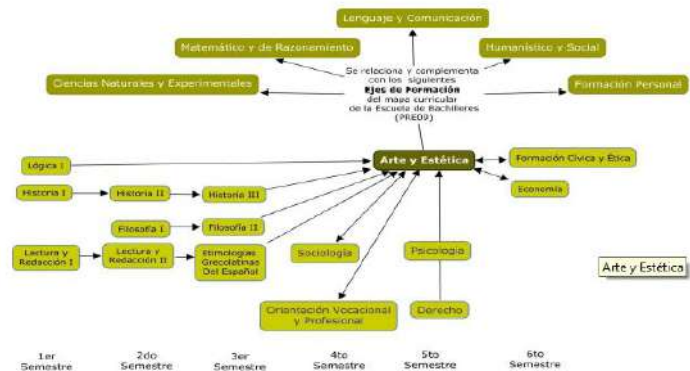 Lenguaje y Comunicación
Matemático y de Razonamiento
Humanístico y Social
Ciencias Naturales y Experimentales
Formación Personal
Se relaciona y complementa
con los siguientes
Ejes de Formación
del mapa curricular
de la Escuela de Bachilleres
(PRE09)
Arte y Estética
Lógica I
Formación Cívica y Ética
Historia I
Historia II
Historia III
Economía
Filosofía I
Filosofía II
Lectura y
Redacción I
Lectura y
Redacción II
Etimologías
Grecolatinas
Del Español
Sociología
Psicología
Arte y Estética
Orientación Vocacional
y Profesional
Derecho
1er
Semestre
2do
Semestre
3er
Semestre
4to
Semestre
5to
Semestre
6to
Semestre